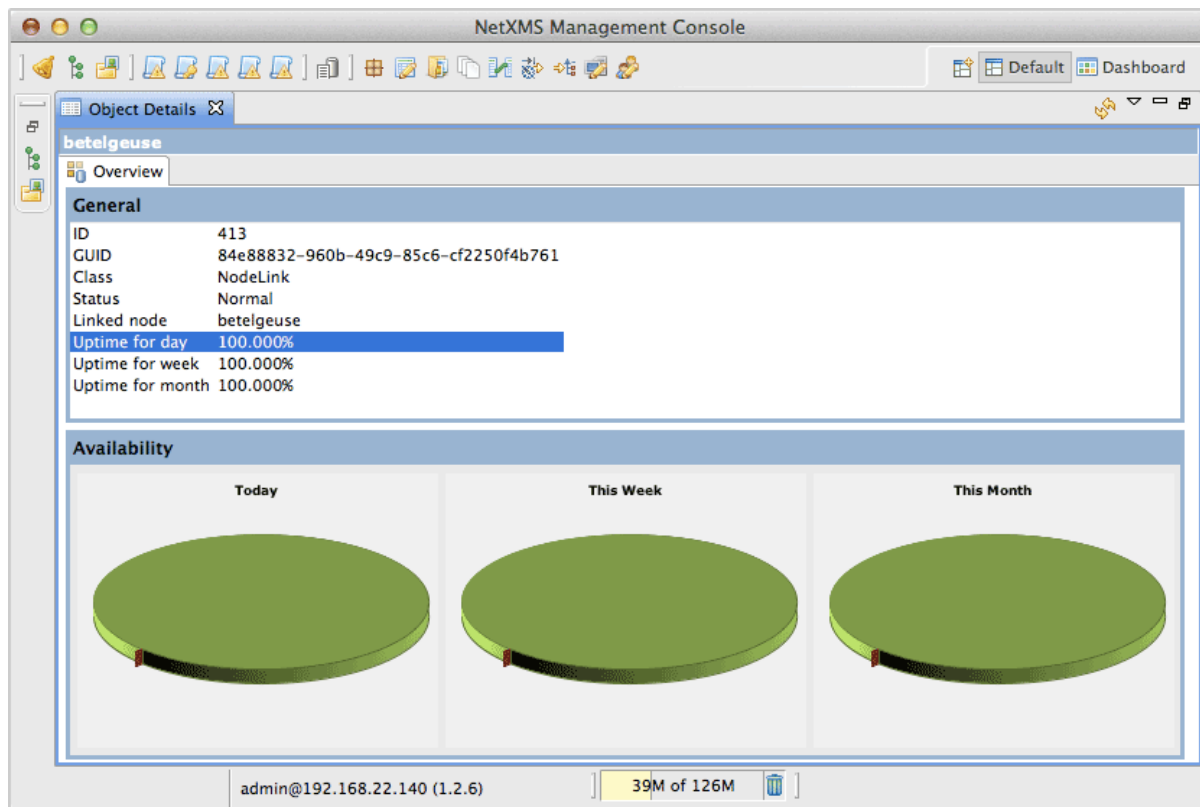 NetXMS Management Console
Default Dashboard
Object Details
betelgeuse
Overview
General
ID 413
GUID 84e88832-960b-49c9-85c6-cf2250f4b761
Class NodeLink
Status Normal
Linked node betelgeuse
Uptime for day 100.000%
Uptime for week 100.000%
Uptime for month 100.000%
Availability
Today This Week This Month
admin@192.168.22.140 (1.2.6) 39M of 126M